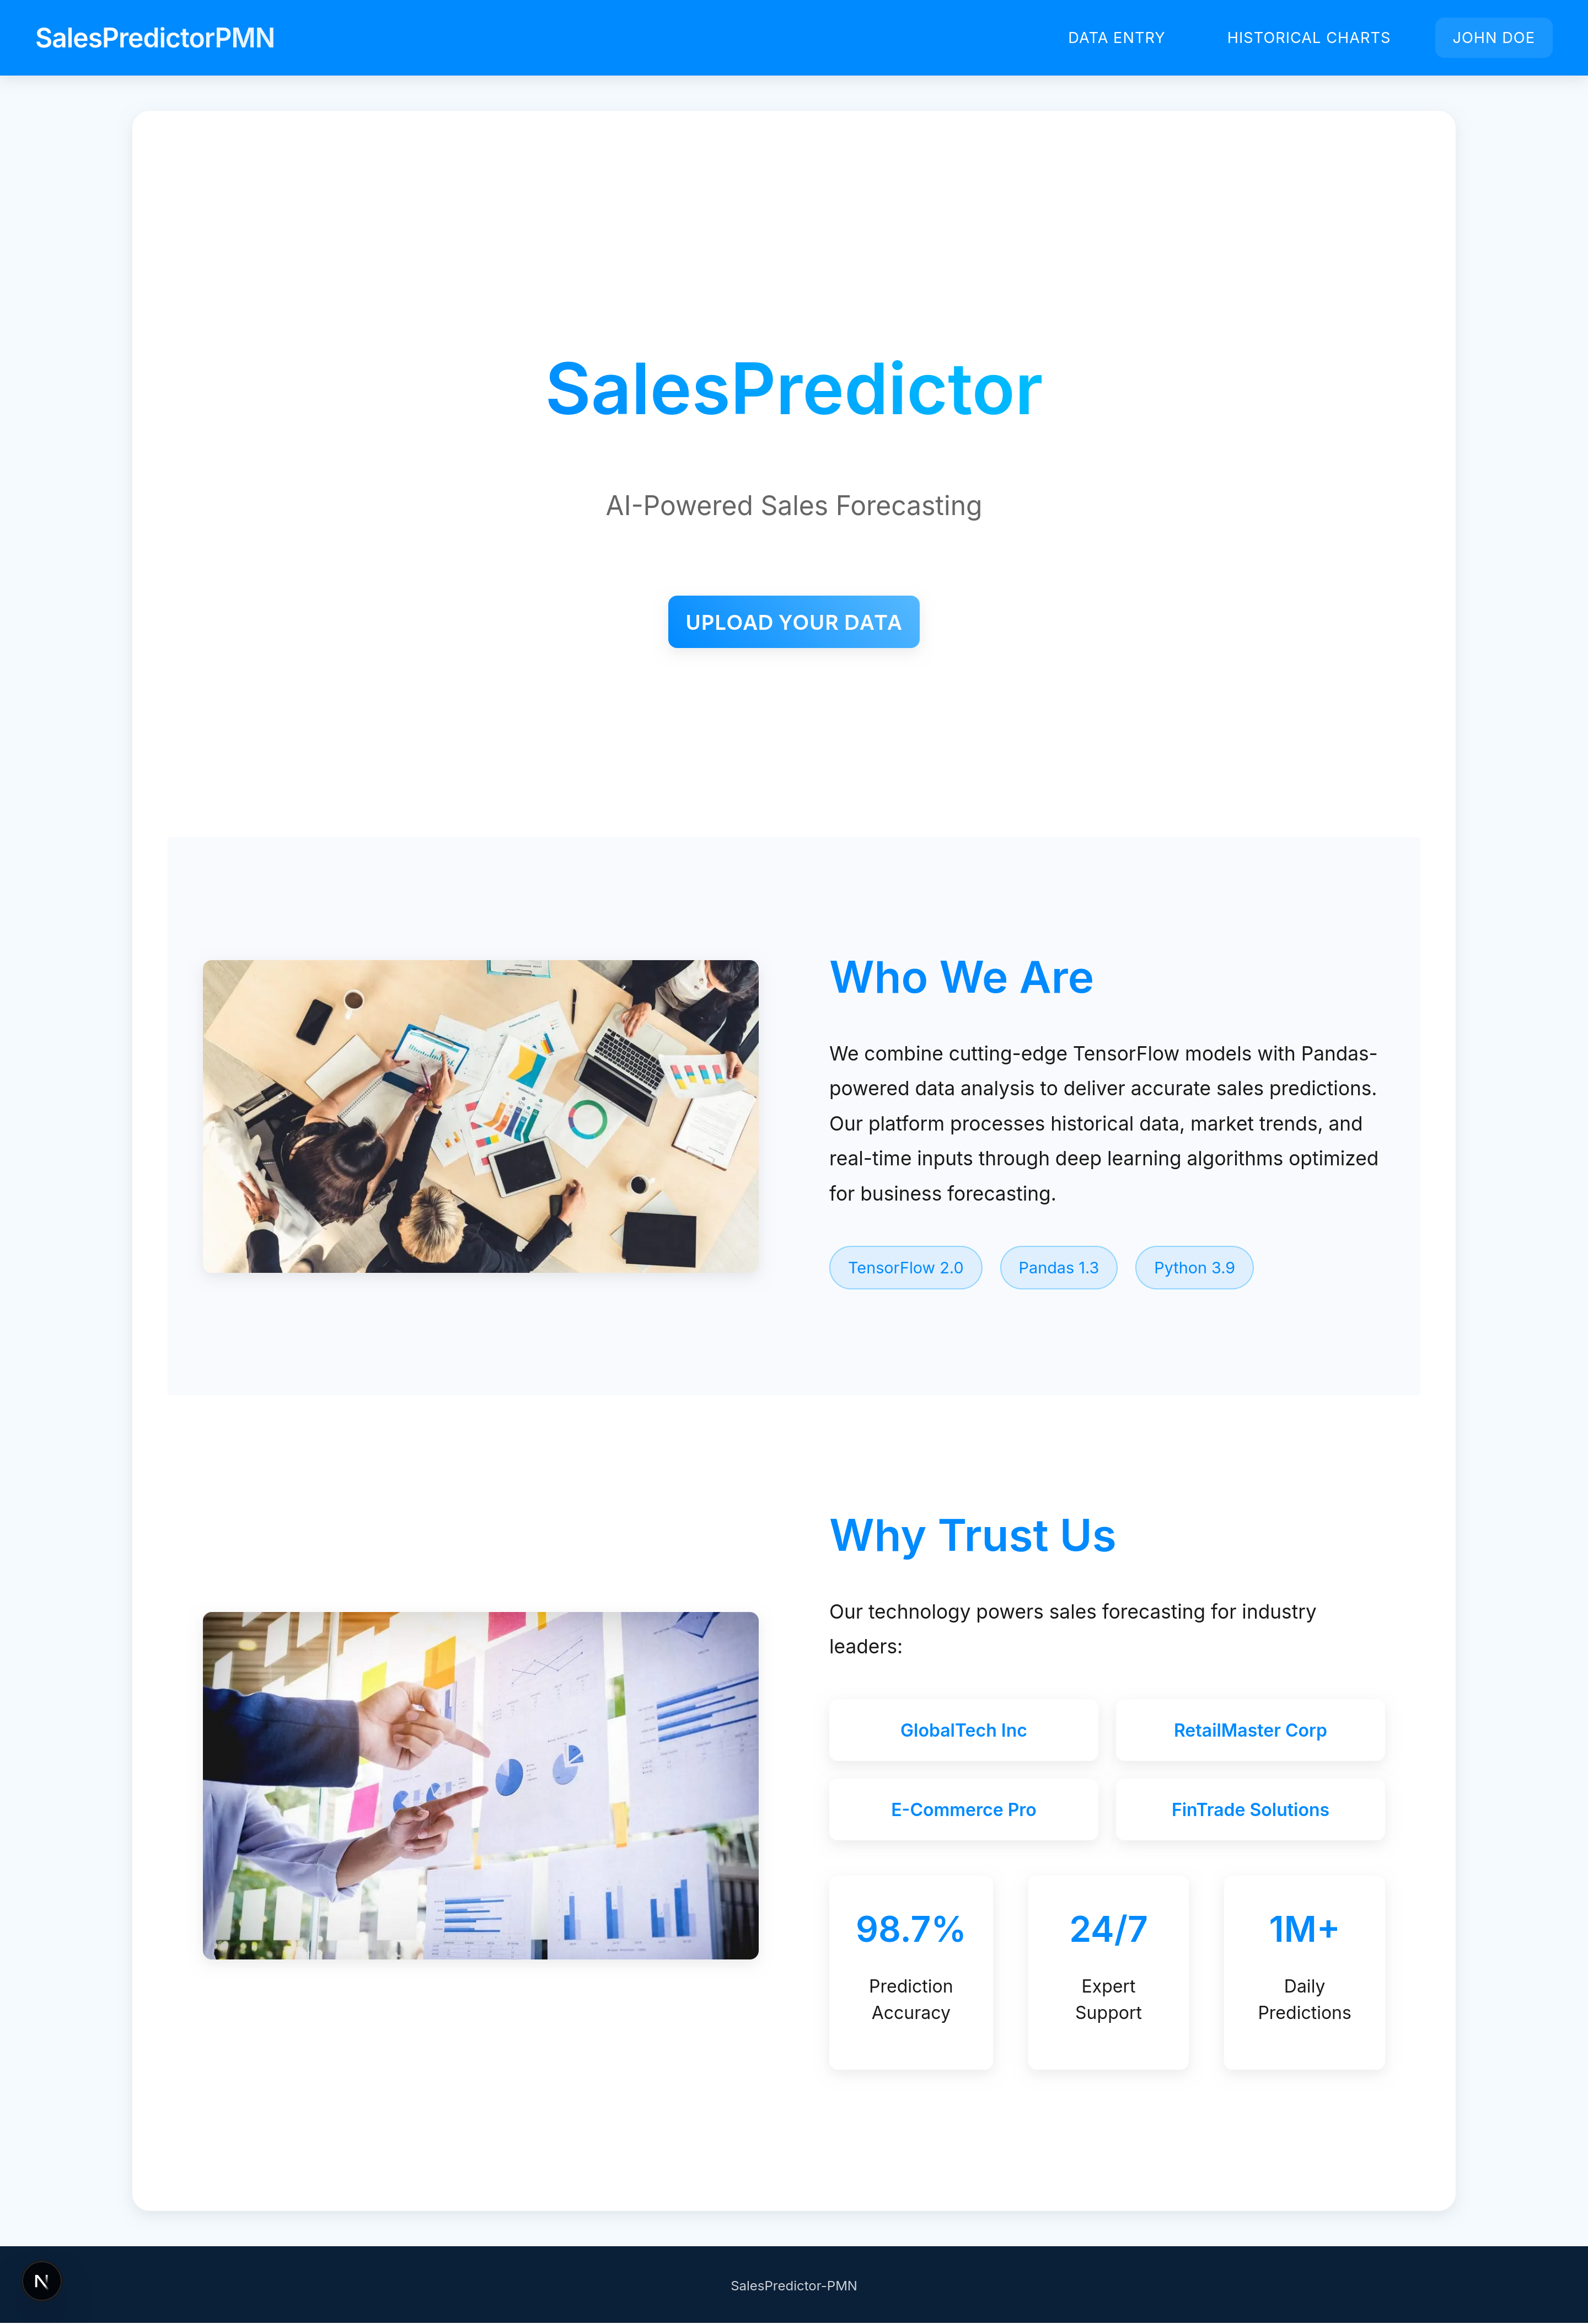 SalesPredictorPMN
DATA ENTRY
HISTORICAL CHARTS
JOHN DOE
SalesPredictor
AI-Powered Sales Forecasting
UPLOAD YOUR DATA
Who We Are
We combine cutting-edge TensorFlow models with Pandas-
powered data analysis to deliver accurate sales predictions.
Our platform processes historical data, market trends, and
real-time inputs through deep learning algorithms optimized
for business forecasting.
TensorFlow 2.0
Pandas 1.3
Python 3.9
Why Trust Us
Our technology powers sales forecasting for industry
leaders:
GlobalTech Inc
RetailMaster Corp
E-Commerce Pro
FinTrade Solutions
98.7%
Prediction
Accuracy
24/7
Expert
Support
1M+
Daily
Predictions
N
SalesPredictor-PMN